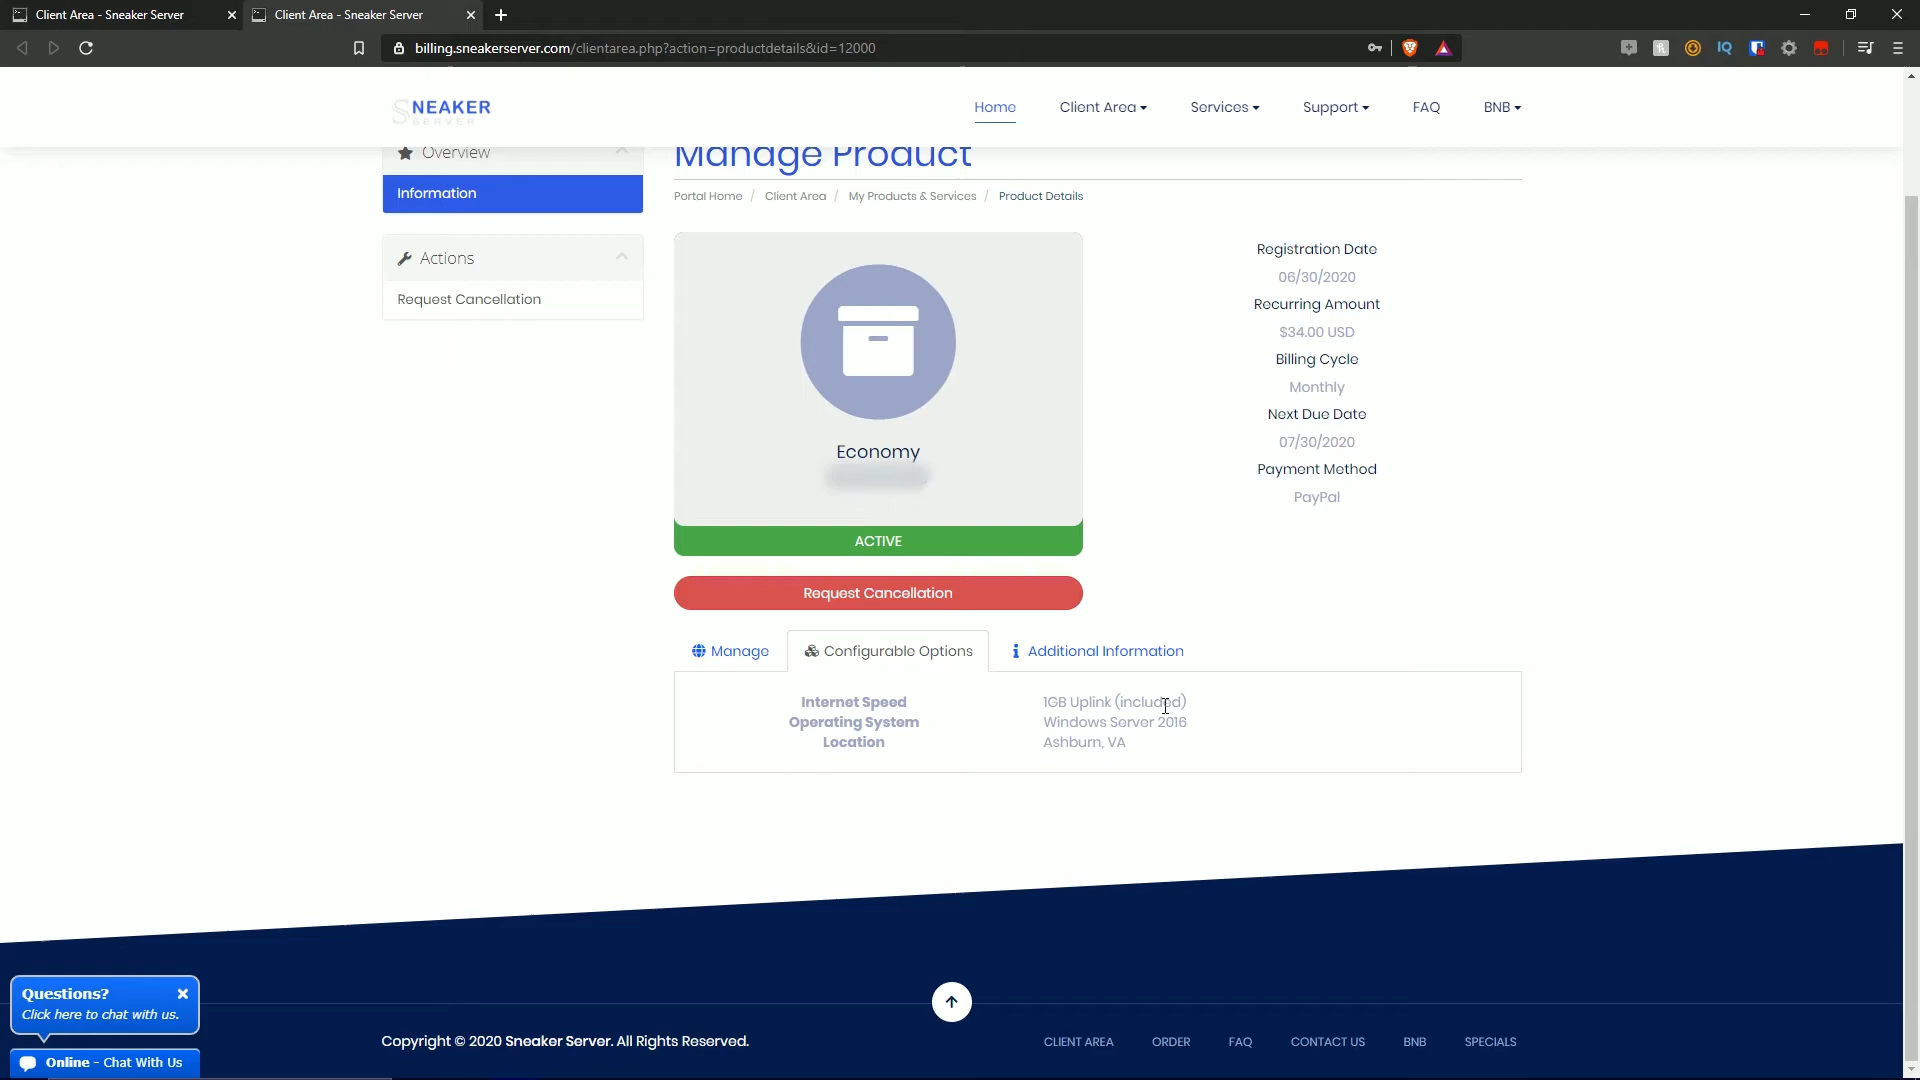 Client Area - Sneaker Server
Client Area - Sneaker Server
billing.sneakerserver.com/clientarea.php?action=productdetails&id=12000
SNEAKER
SERVER
Home
Client Area
Services
Support
FAQ
BNB
Overview
Information
Actions
Request Cancellation
Manage Product
Portal Home / Client Area / My Products & Services / Product Details
Economy
ACTIVE
Request Cancellation
Registration Date
06/30/2020
Recurring Amount
$34.00 USD
Billing Cycle
Monthly
Next Due Date
07/30/2020
Payment Method
PayPal
Manage
Configurable Options
Additional Information
Internet Speed 1GB Uplink (included)
Operating System Windows Server 2016
Location Ashburn, VA
Questions?
Click here to chat with us.
Online - Chat With Us
Copyright © 2020 Sneaker Server. All Rights Reserved.
CLIENT AREA
ORDER
FAQ
CONTACT US
BNB
SPECIALS